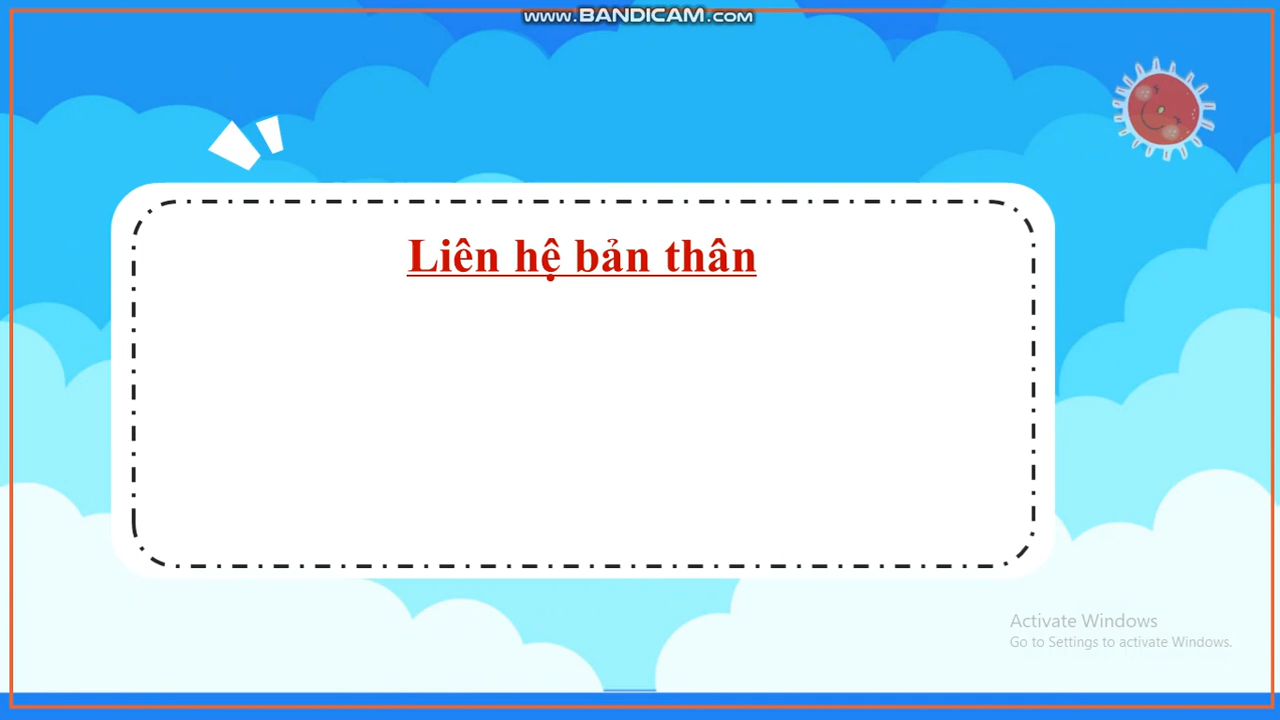 www.BANDICAM.com
Liên hệ bản thân
Activate Windows
Go to Settings to activate Windows.